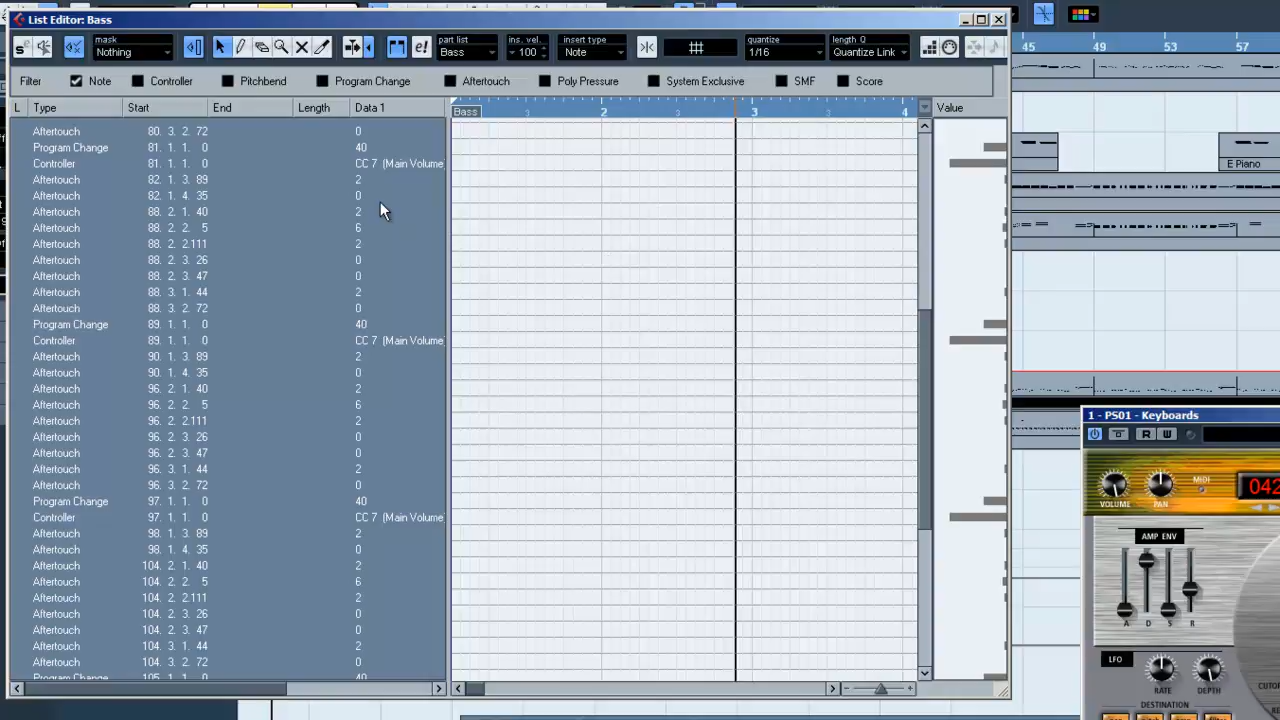 List Editor: Bass
mask
Nothing
e!
part list
Bass
ins. vel.
100
insert type
Note
quantize
1/16
length Q
Quantize Link
Filter Note Controller Pitchbend Program Change Aftertouch Poly Pressure System Exclusive SMF Score
L Type Start End Length Data 1
Bass 2 3 4
Value
45 49 53 57
Aftertouch 80. 3. 2. 72 0
Program Change 81. 1. 1. 0 40
Controller 81. 1. 1. 0 CC 7 (Main Volume
Aftertouch 82. 1. 3. 89 2
Aftertouch 82. 1. 4. 35 0
Aftertouch 88. 2. 1. 40 2
Aftertouch 88. 2. 2. 5 6
Aftertouch 88. 2. 2.111 2
Aftertouch 88. 2. 3. 26 0
Aftertouch 88. 2. 3. 47 0
Aftertouch 88. 3. 1. 44 2
Aftertouch 88. 3. 2. 72 0
Program Change 89. 1. 1. 0 40
Controller 89. 1. 1. 0 CC 7 (Main Volume
Aftertouch 90. 1. 3. 89 2
Aftertouch 90. 1. 4. 35 0
Aftertouch 96. 2. 1. 40 2
Aftertouch 96. 2. 2. 5 6
Aftertouch 96. 2. 2.111 2
Aftertouch 96. 2. 3. 26 0
Aftertouch 96. 2. 3. 47 0
Aftertouch 96. 3. 1. 44 2
Aftertouch 96. 3. 2. 72 0
Program Change 97. 1. 1. 0 40
Controller 97. 1. 1. 0 CC 7 (Main Volume
Aftertouch 98. 1. 3. 89 2
Aftertouch 98. 1. 4. 35 0
Aftertouch 104. 2. 1. 40 2
Aftertouch 104. 2. 2. 5 6
Aftertouch 104. 2. 2.111 2
Aftertouch 104. 2. 3. 26 0
Aftertouch 104. 2. 3. 47 0
Aftertouch 104. 3. 1. 44 2
Aftertouch 104. 3. 2. 72 0
Program Change 105. 1. 1. 0 40
E Piano
1 - PS01 - Keyboards
R W
VOLUME PAN MIDI
042
AMP ENV
A D S R
LFO
RATE DEPTH
DESTINATION